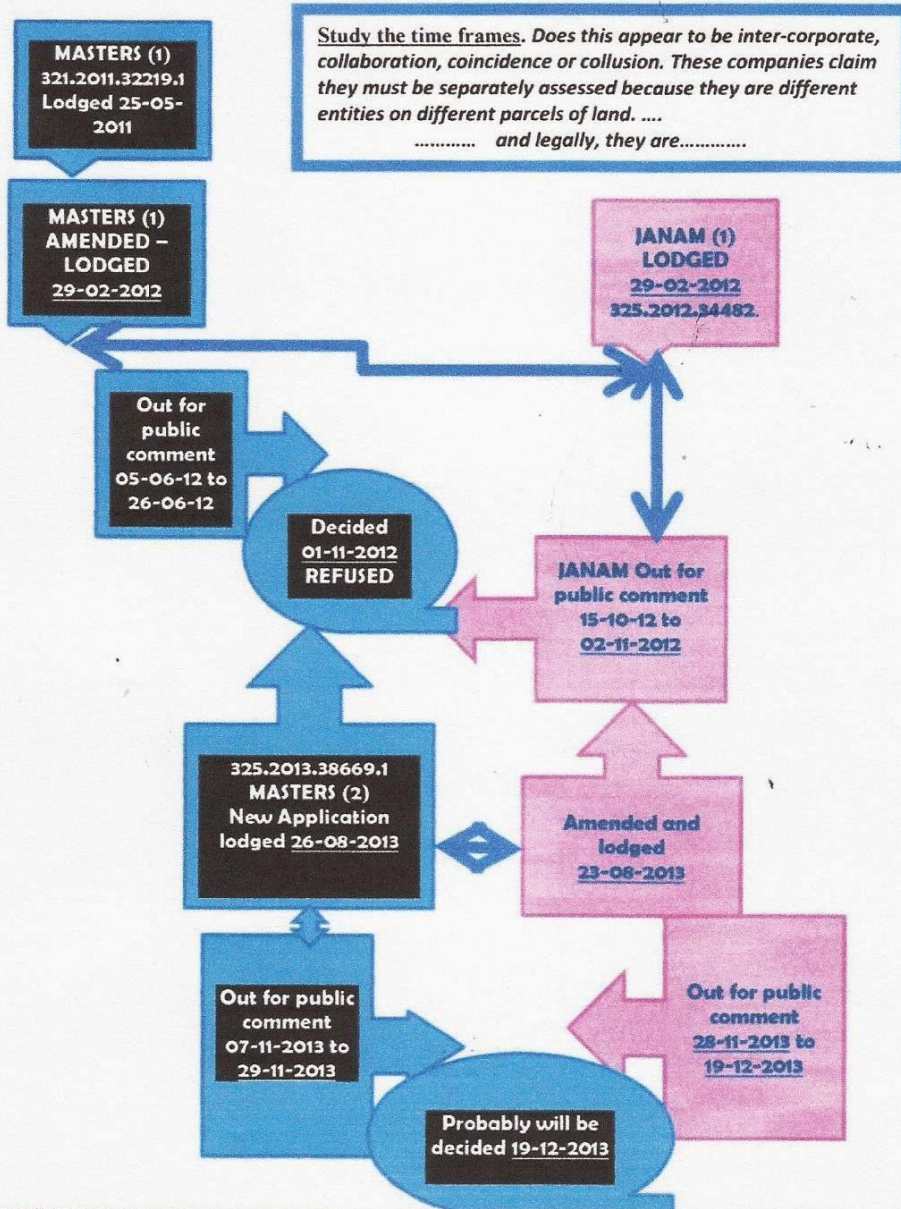 MASTERS (1)
321.2011.32219.1
Lodged 25-05-
2011
Study the time frames. Does this appear to be inter-corporate,
collaboration, coincidence or collusion. These companies claim
they must be separately assessed because they are different
entities on different parcels of land. ....
............ and legally, they are.............
MASTERS (1)
AMENDED –
LODGED
29-02-2012
JANAM (1)
LODGED
29-02-2012
325.2012.34482.
Out for
public
comment
05-06-12 to
26-06-12
Decided
01-11-2012
REFUSED
JANAM Out for
public comment
15-10-12 to
02-11-2012
325.2013.38669.1
MASTERS (2)
New Application
lodged 26-08-2013
Amended and
lodged
23-08-2013
Out for public
comment
07-11-2013 to
29-11-2013
Out for public
comment
28-11-2013 to
19-12-2013
Probably will be
decided 19-12-2013